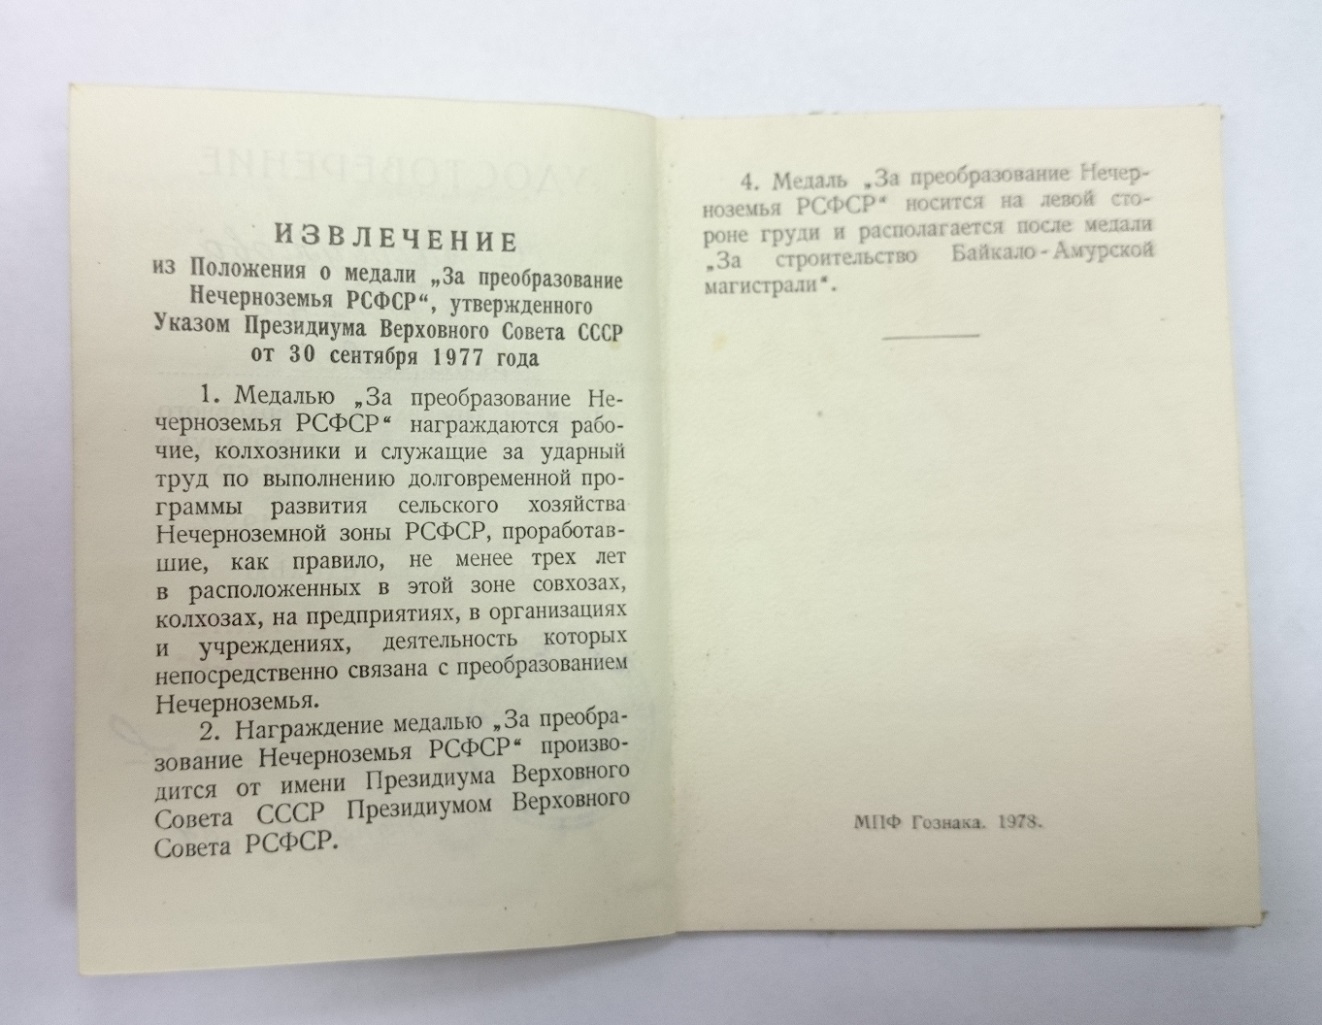 ИЗВЛЕЧЕНИЕ
из Положения о медали „За преобразование
Нечерноземья РСФСР“, утвержденного
Указом Президиума Верховного Совета СССР
от 30 сентября 1977 года
1. Медалью „За преобразование Не-
черноземья РСФСР“ награждаются рабо-
чие, колхозники и служащие за ударный
труд по выполнению долговременной про-
граммы развития сельского хозяйства
Нечерноземной зоны РСФСР, проработав-
шие, как правило, не менее трех лет
в расположенных в этой зоне совхозах,
колхозах, на предприятиях, в организациях
и учреждениях, деятельность которых
непосредственно связана с преобразованием
Нечерноземья.
2. Награждение медалью „За преобра-
зование Нечерноземья РСФСР“ произво-
дится от имени Президиума Верховного
Совета СССР Президиумом Верховного
Совета РСФСР.
4. Медаль „За преобразование Нечер-
ноземья РСФСР“ носится на левой сто-
роне груди и располагается после медали
„За строительство Байкало-Амурской
магистрали“.
МПФ Гознака. 1978.
УДОСТОВЕРЕНИЕ